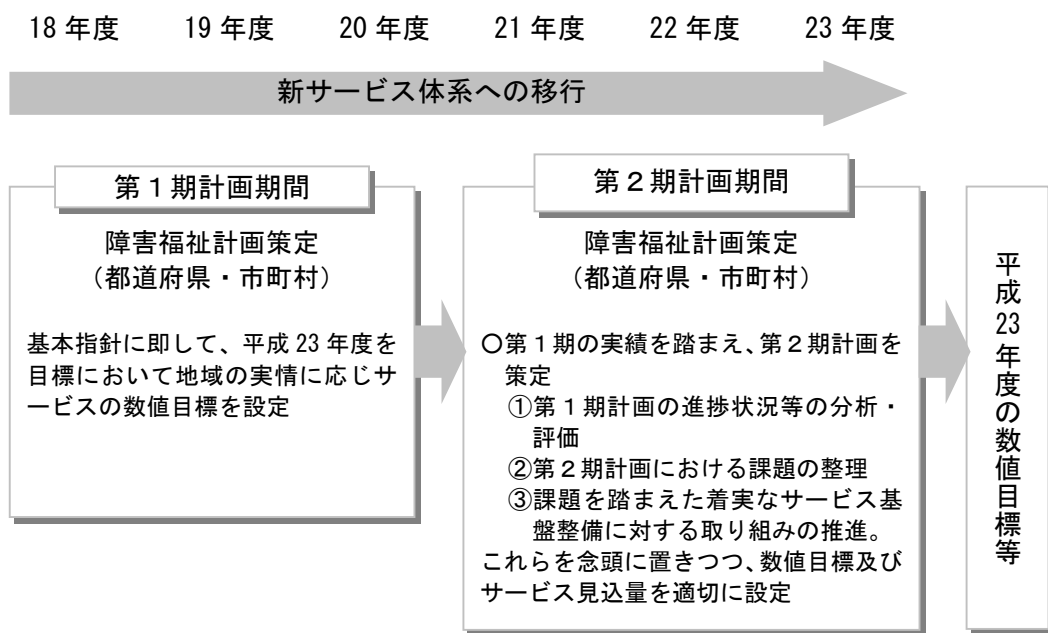 18 年度 19 年度 20 年度 21 年度 22 年度 23 年度
新サービス体系への移行
第１期計画期間
障害福祉計画策定
（都道府県・市町村）
基本指針に即して、平成 23 年度を
目標において地域の実情に応じサ
ービスの数値目標を設定
第２期計画期間
障害福祉計画策定
（都道府県・市町村）
○第１期の実績を踏まえ、第２期計画を
策定
①第１期計画の進捗状況等の分析・
評価
②第２期計画における課題の整理
③課題を踏まえた着実なサービス基
盤整備に対する取り組みの推進。
これらを念頭に置きつつ、数値目標及び
サービス見込量を適切に設定
平成 23 年度の数値目標等